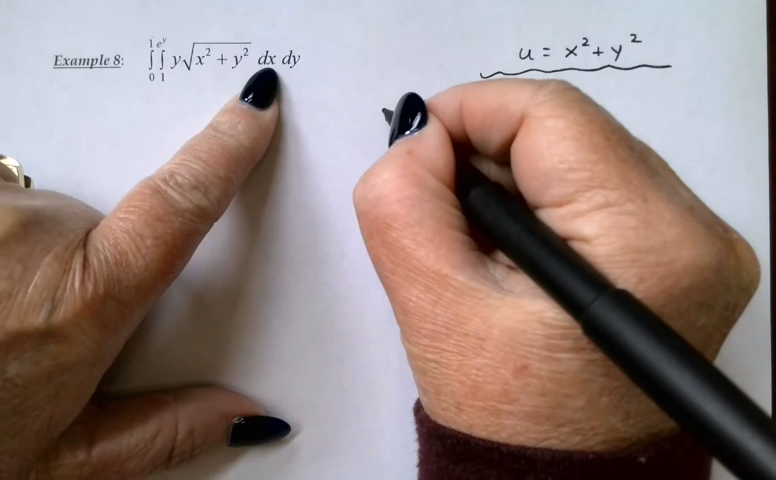 Example 8: ∫₀¹ ∫₁^{e^y} y√(x² + y²) dx dy
u = x² + y²